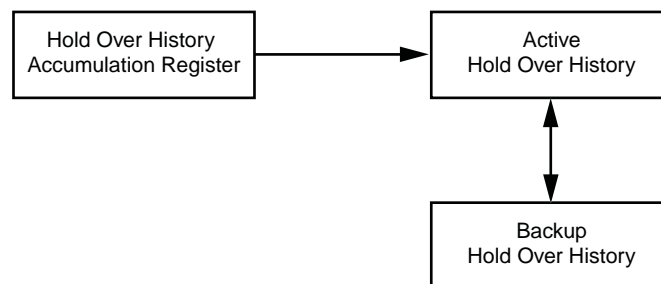 Hold Over History
Accumulation Register
Active
Hold Over History
Backup
Hold Over History